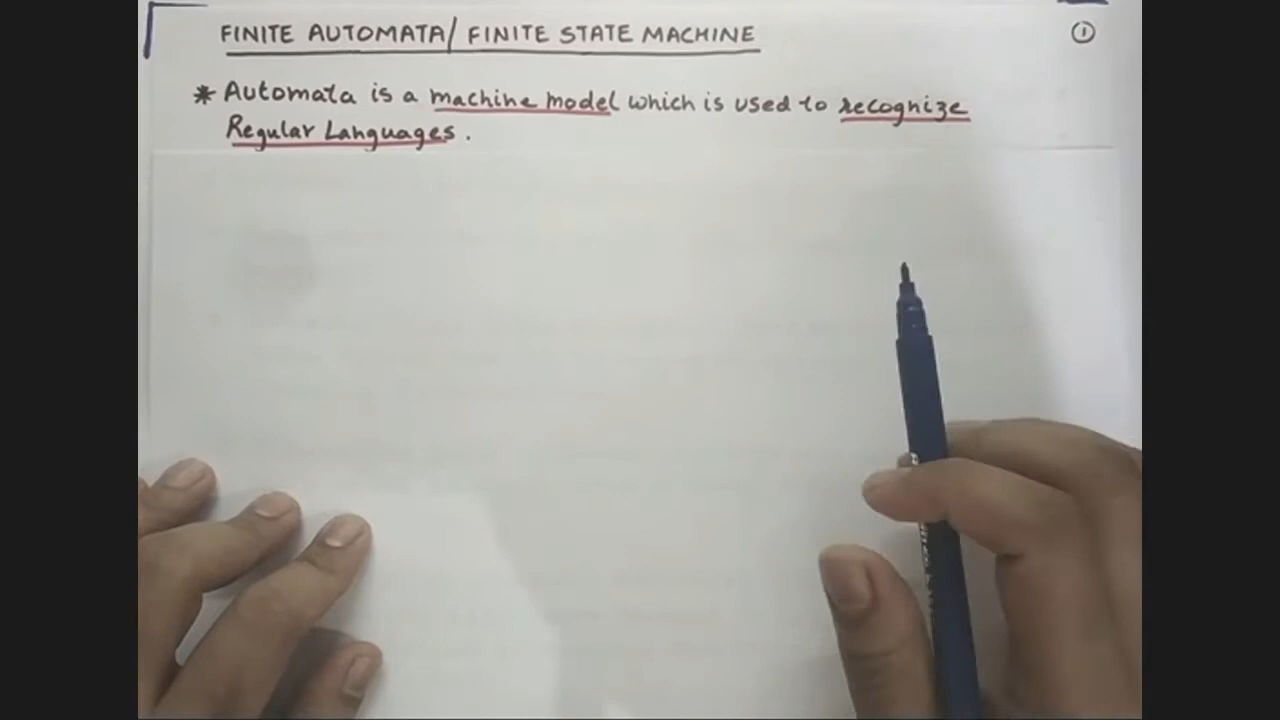 FINITE AUTOMATA/ FINITE STATE MACHINE
1
* Automata is a machine model which is used to recognize
Regular Languages.